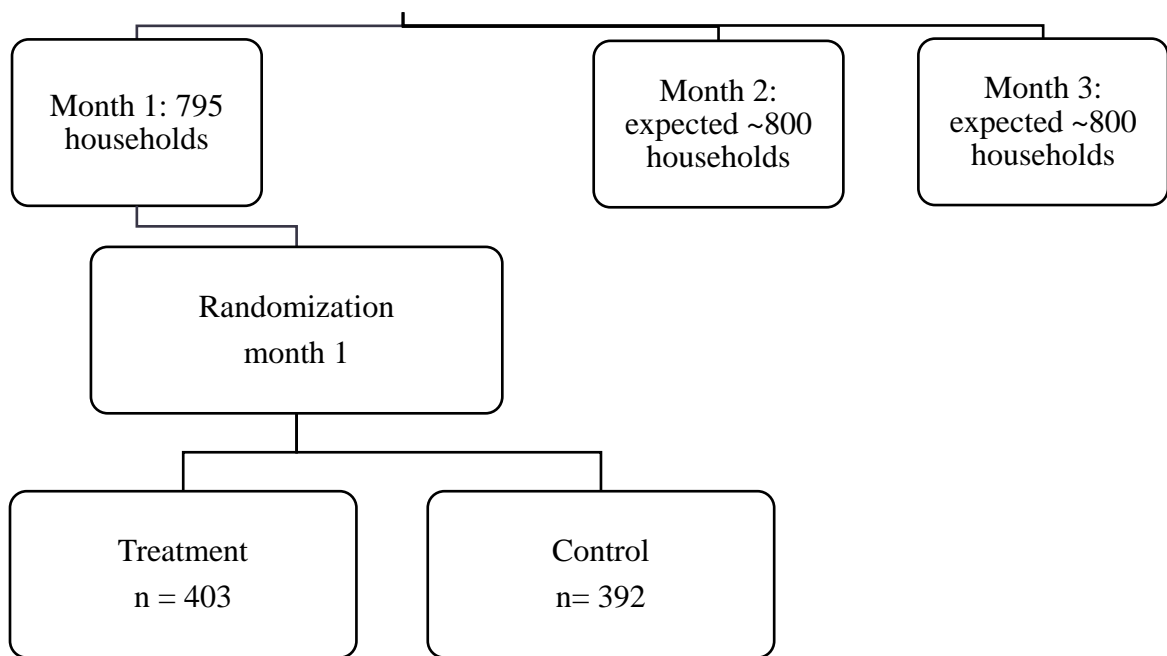 Month 1: 795
households
Month 2:
expected ~800
households
Month 3:
expected ~800
households
Randomization
month 1
Treatment
n = 403
Control
n= 392